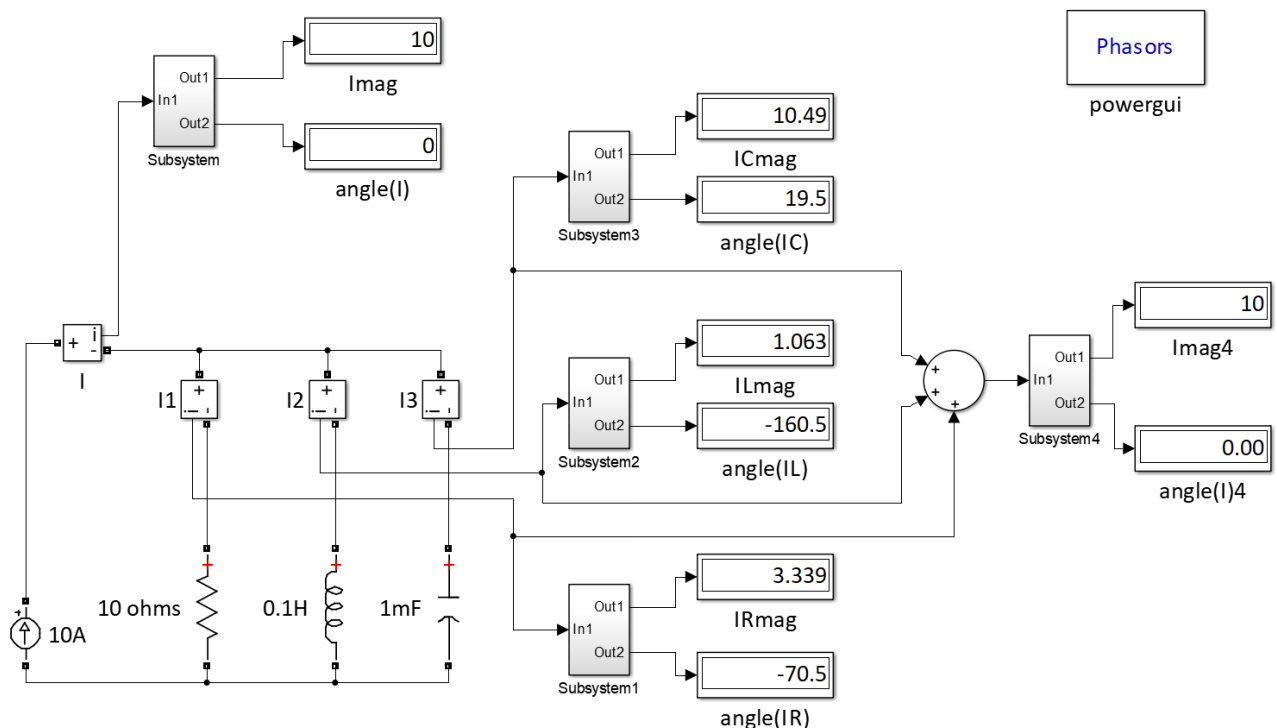 10
Imag
Out1
In1
Out2
Subsystem
0
angle(I)
Phasors
powergui
10.49
ICmag
Out1
In1
Out2
Subsystem3
19.5
angle(IC)
10
Imag4
Out1
In1
Out2
Subsystem4
0.00
angle(I)4
1.063
ILmag
Out1
In1
Out2
Subsystem2
-160.5
angle(IL)
+ i -
I
I1
+ i -
I2
+ i -
I3
+ i -
+
+
+
3.339
IRmag
Out1
In1
Out2
Subsystem1
-70.5
angle(IR)
+
10A
+
10 ohms
+
0.1H
+
1mF